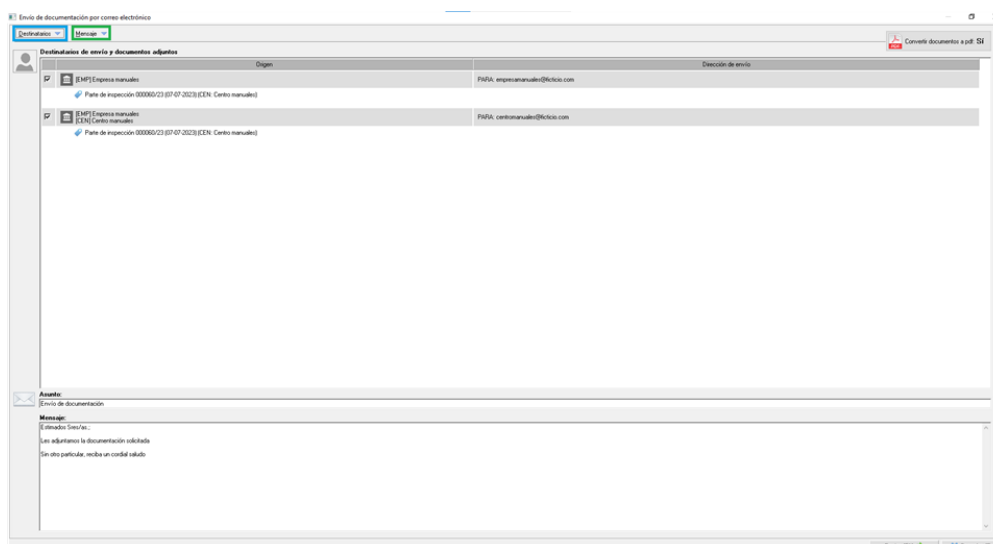 Envío de documentación por correo electrónico
Destinatarios Mensaje
Convertir documentos a pdf: Sí
Destinatarios de envío y documentos adjuntos
Origen Dirección de envío
[EMP] Empresa manuales PARA: empresamanuales@ficticio.com
Parte de inspección 000060/23 (07-07-2023) (CEN: Centro manuales)
[EMP] Empresa manuales
[CEN] Centro manuales PARA: centromanuales@ficticio.com
Parte de inspección 000060/23 (07-07-2023) (CEN: Centro manuales)
Asunto:
Envío de documentación
Mensaje:
Estimados Sres/as.:
Les adjuntamos la documentación solicitada
Sin otro particular, reciba un cordial saludo